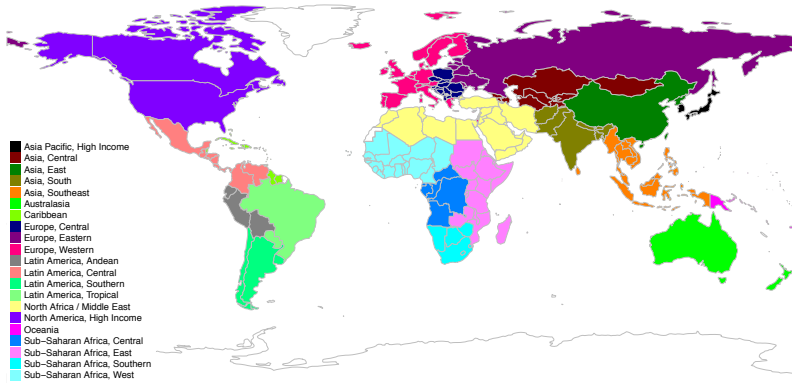 Asia Pacific, High Income
Asia, Central
Asia, East
Asia, South
Asia, Southeast
Australasia
Caribbean
Europe, Central
Europe, Eastern
Europe, Western
Latin America, Andean
Latin America, Central
Latin America, Southern
Latin America, Tropical
North Africa / Middle East
North America, High Income
Oceania
Sub−Saharan Africa, Central
Sub−Saharan Africa, East
Sub−Saharan Africa, Southern
Sub−Saharan Africa, West